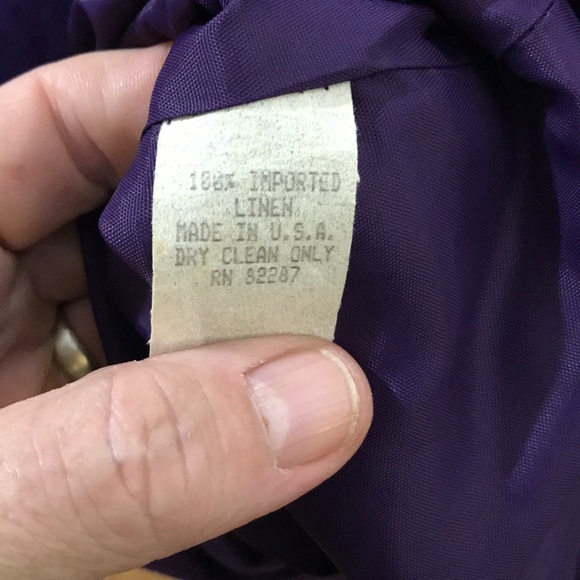 100% IMPORTED
LINEN
MADE IN U.S.A.
DRY CLEAN ONLY
RN 82287